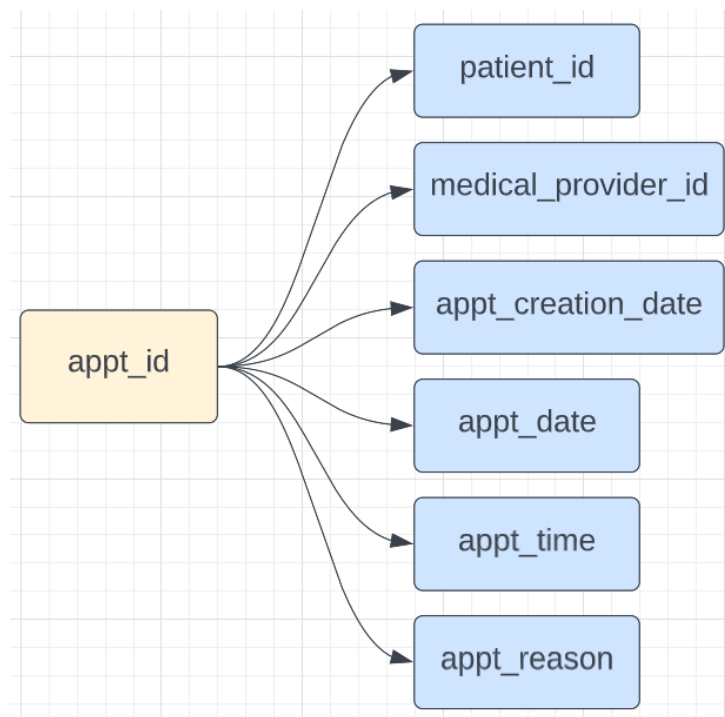 patient_id
medical_provider_id
appt_creation_date
appt_id
appt_date
appt_time
appt_reason